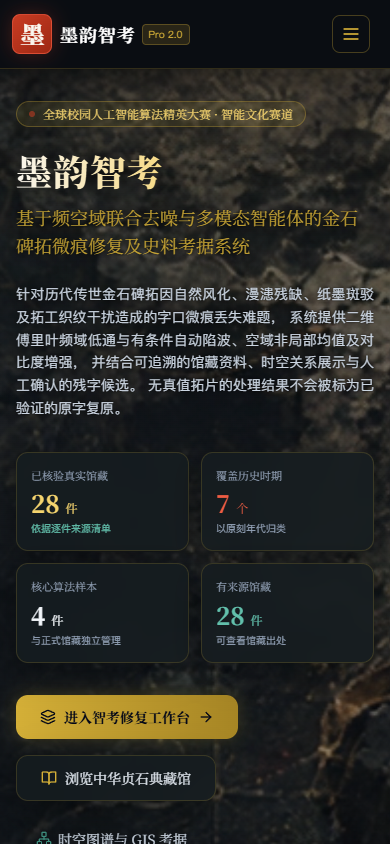 墨 墨韵智考 Pro 2.0
全球校园人工智能算法精英大赛 · 智能文化赛道
墨韵智考
基于频空域联合去噪与多模态智能体的金石
碑拓微痕修复及史料考据系统
针对历代传世金石碑拓因自然风化、漫漶残缺、纸墨斑驳
及拓工织纹干扰造成的字口微痕丢失难题， 系统提供二维
傅里叶频域低通与有条件自动陷波、空域非局部均值及对
比度增强， 并结合可追溯的馆藏资料、时空关系展示与人
工确认的残字候选。 无真值拓片的处理结果不会被标为已
验证的原字复原。
已核验真实馆藏
28 件
依据逐件来源清单
覆盖历史时期
7 个
以原刻年代归类
核心算法样本
4 件
与正式馆藏独立管理
有来源馆藏
28 件
可查看馆藏出处
进入智考修复工作台
浏览中华贞石典藏馆
时空图谱与 GIS 考据